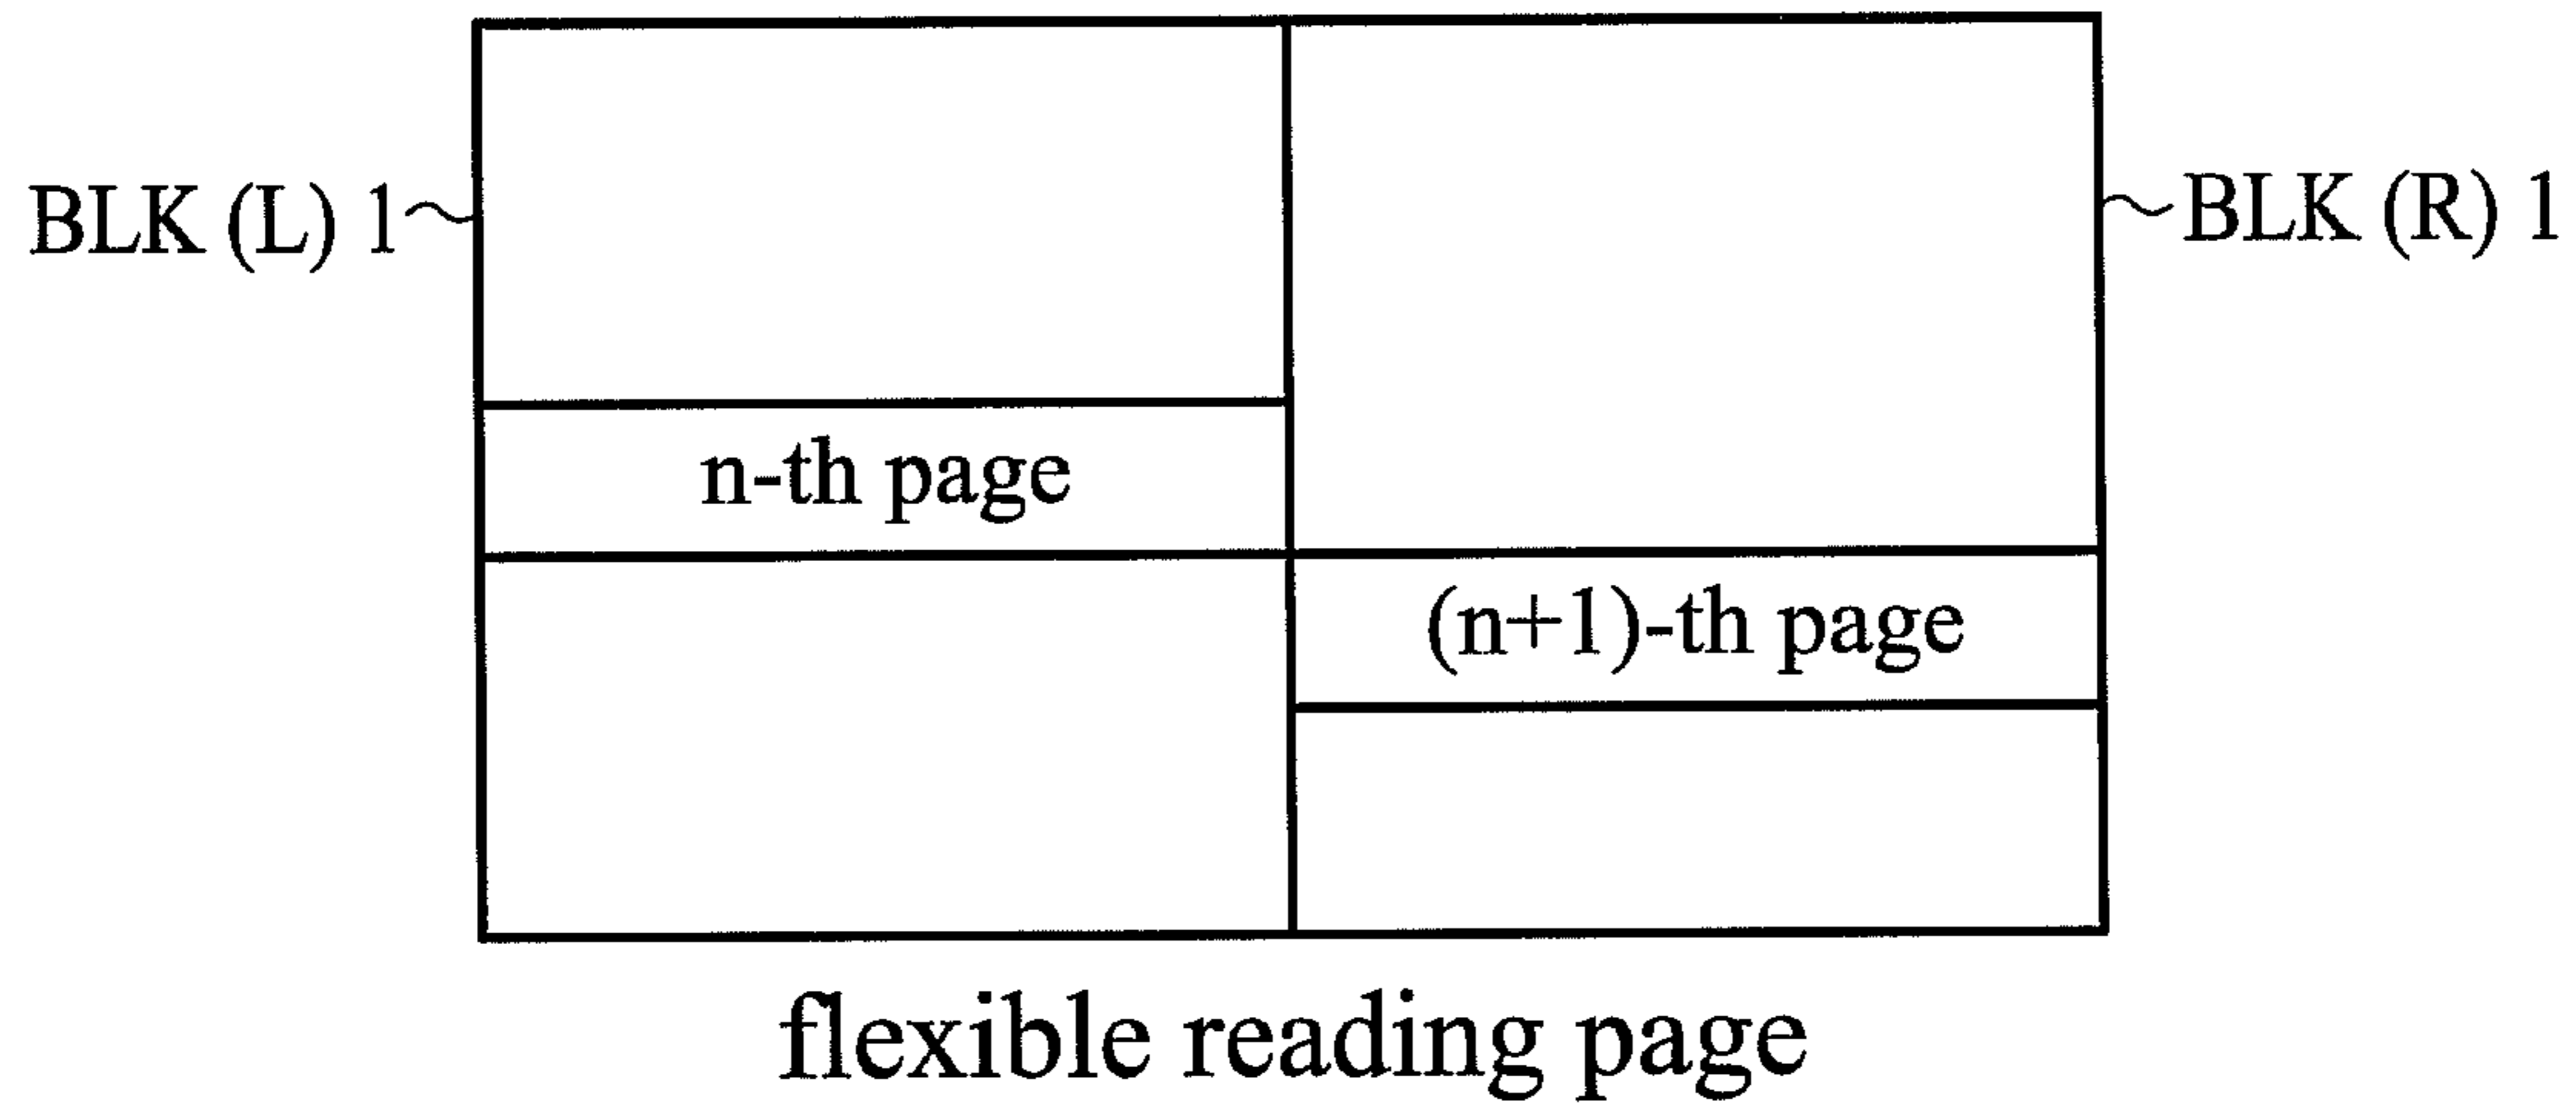 BLK (L) 1
BLK (R) 1
n-th page
(n+1)-th page
flexible reading page